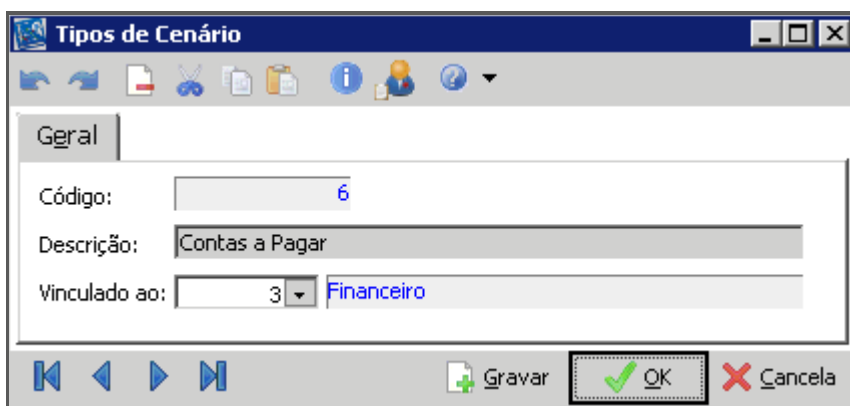 Tipos de Cenário
Geral
Código: 6
Descrição: Contas a Pagar
Vinculado ao: 3 Financeiro
Gravar OK Cancela